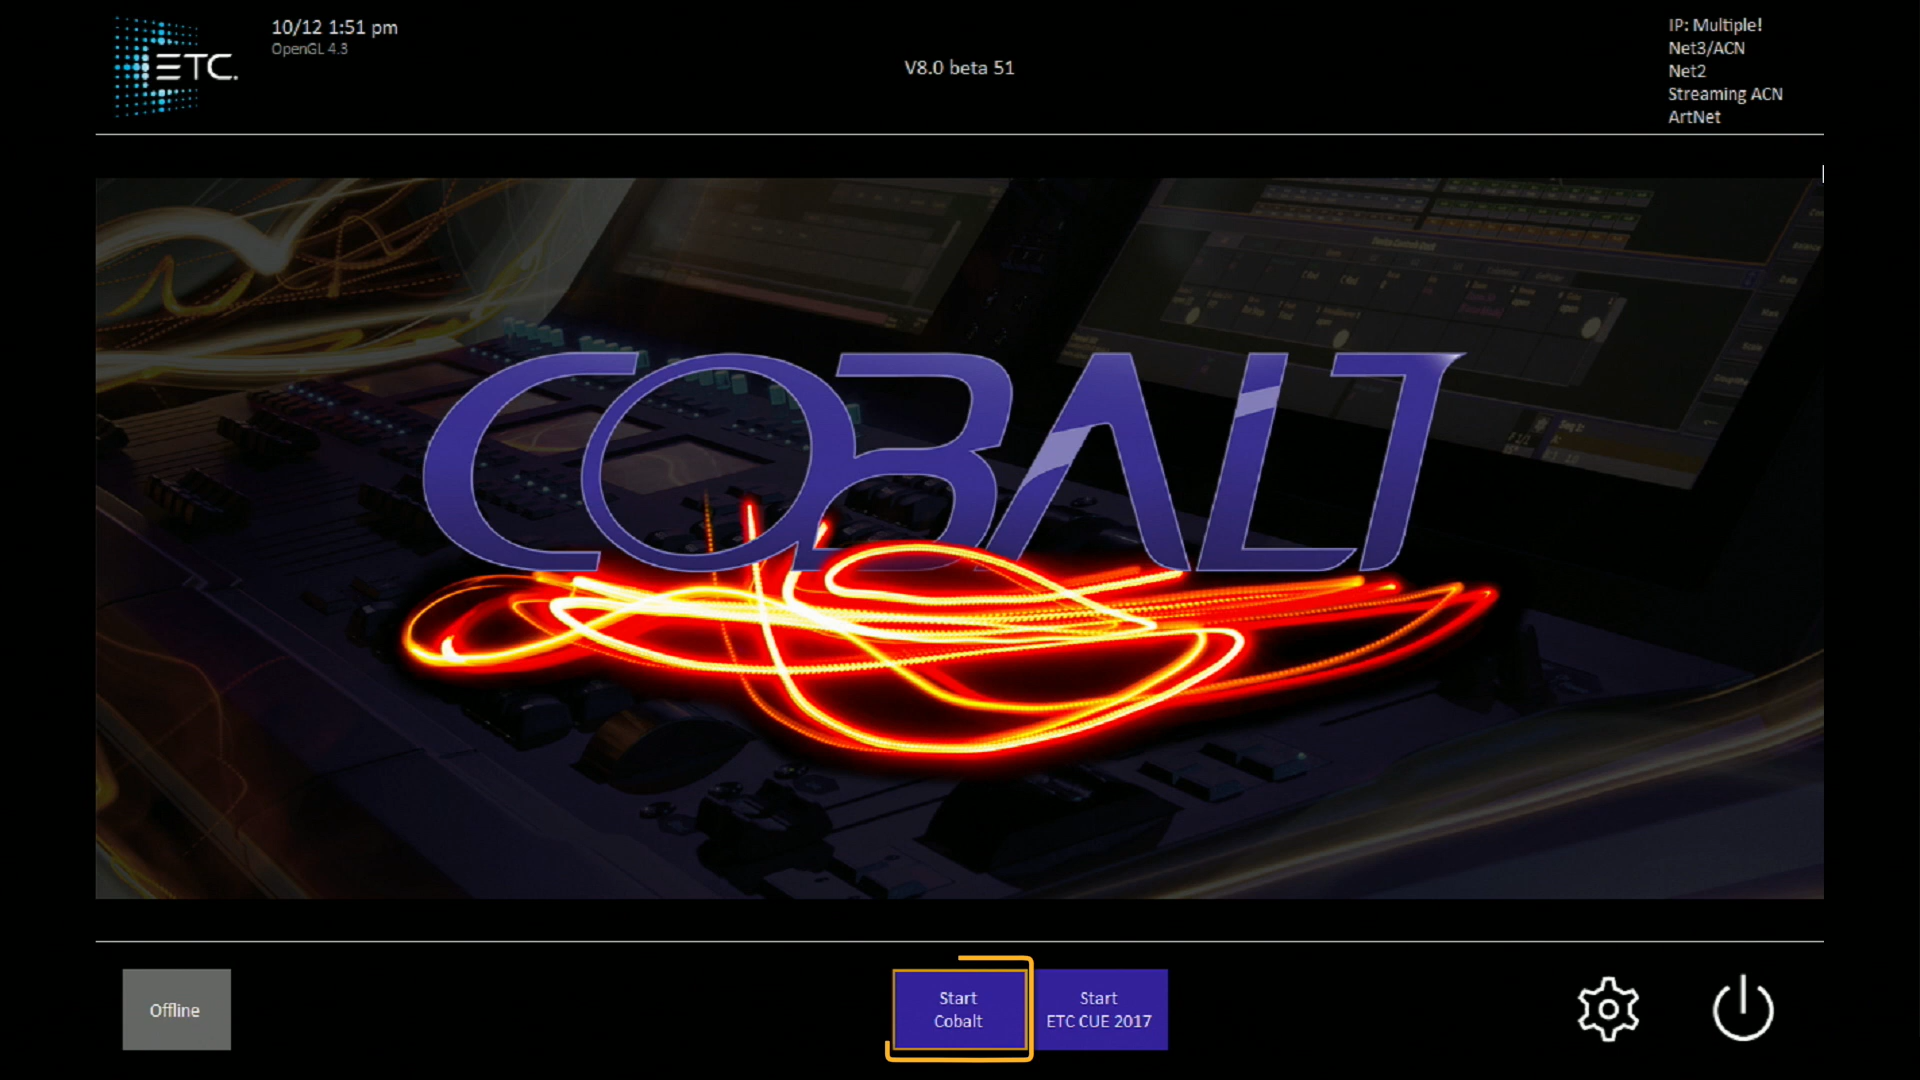 ETC.
10/12 1:51 pm
OpenGL 4.3
V8.0 beta 51
IP: Multiple!
Net3/ACN
Net2
Streaming ACN
ArtNet
COBALT
Offline
Start
Cobalt
Start
ETC CUE 2017